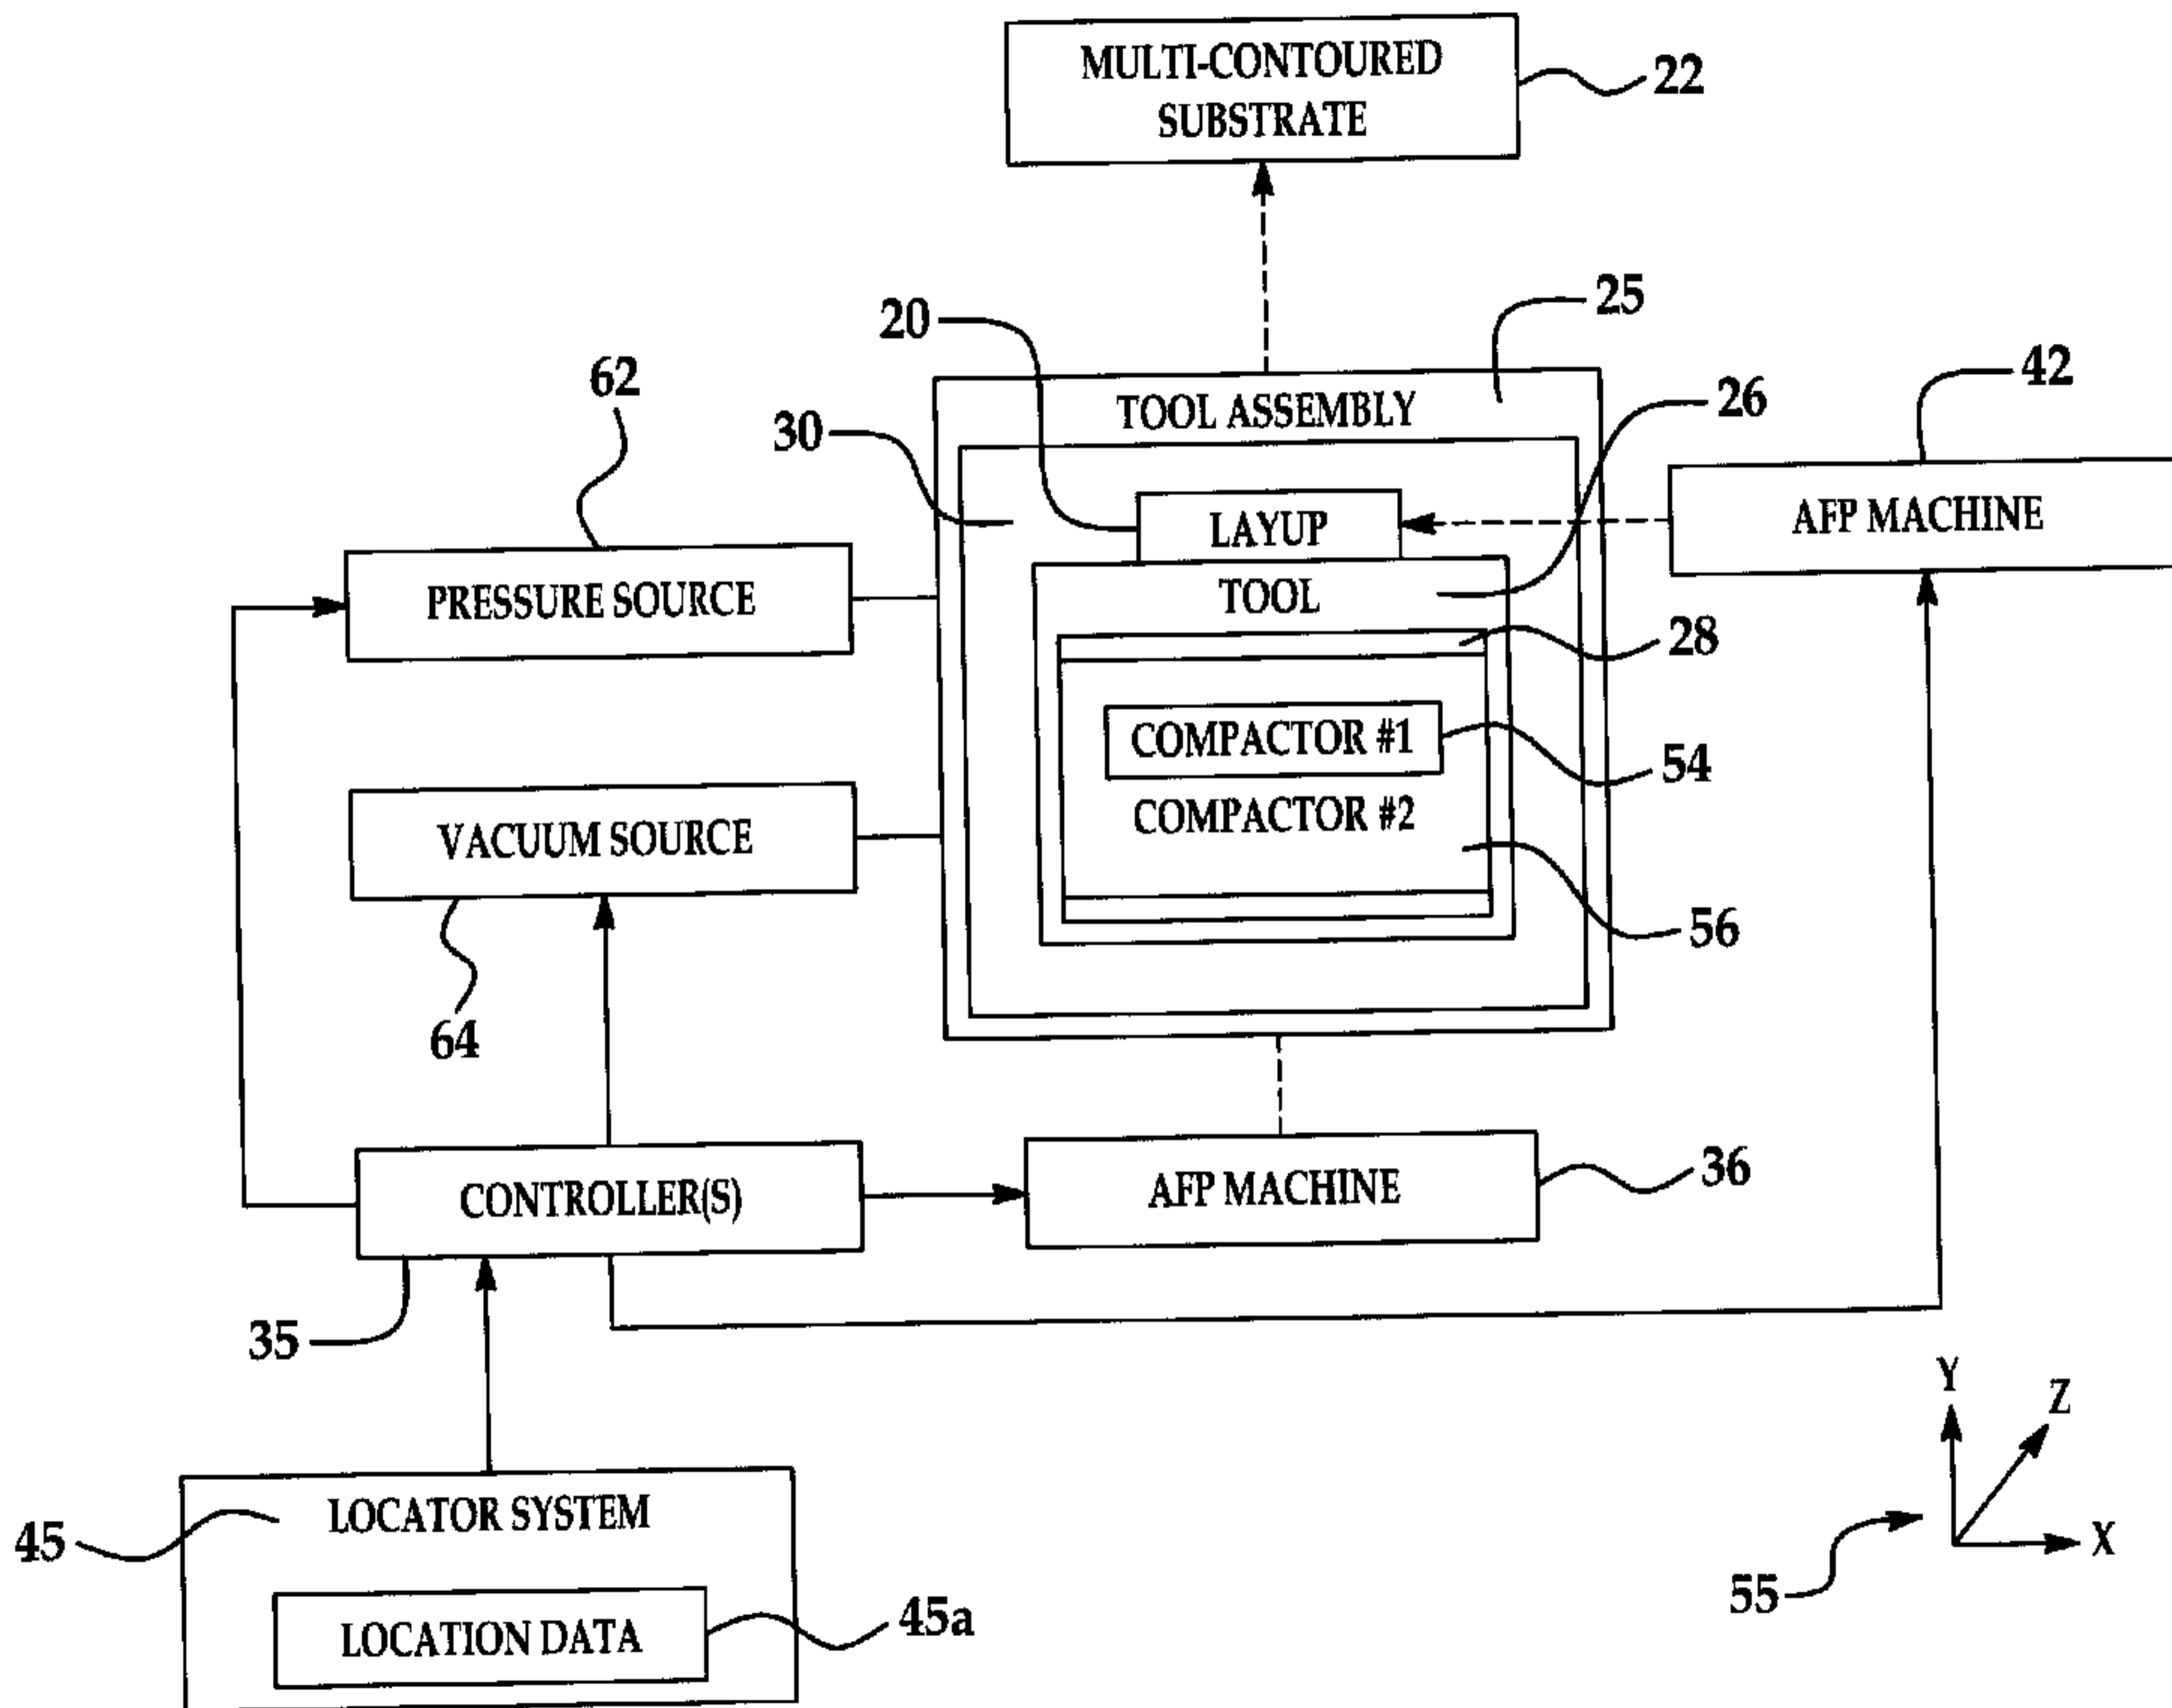 MULTI-CONTOURED
SUBSTRATE
22
25
20
62
42
26
30
TOOL ASSEMBLY
AFP MACHINE
LAYUP
PRESSURE SOURCE
TOOL
28
COMPACTOR #1
54
COMPACTOR #2
VACUUM SOURCE
56
64
CONTROLLER(S)
AFP MACHINE
36
35
Y
Z
LOCATOR SYSTEM
45
X
55
LOCATION DATA
45a